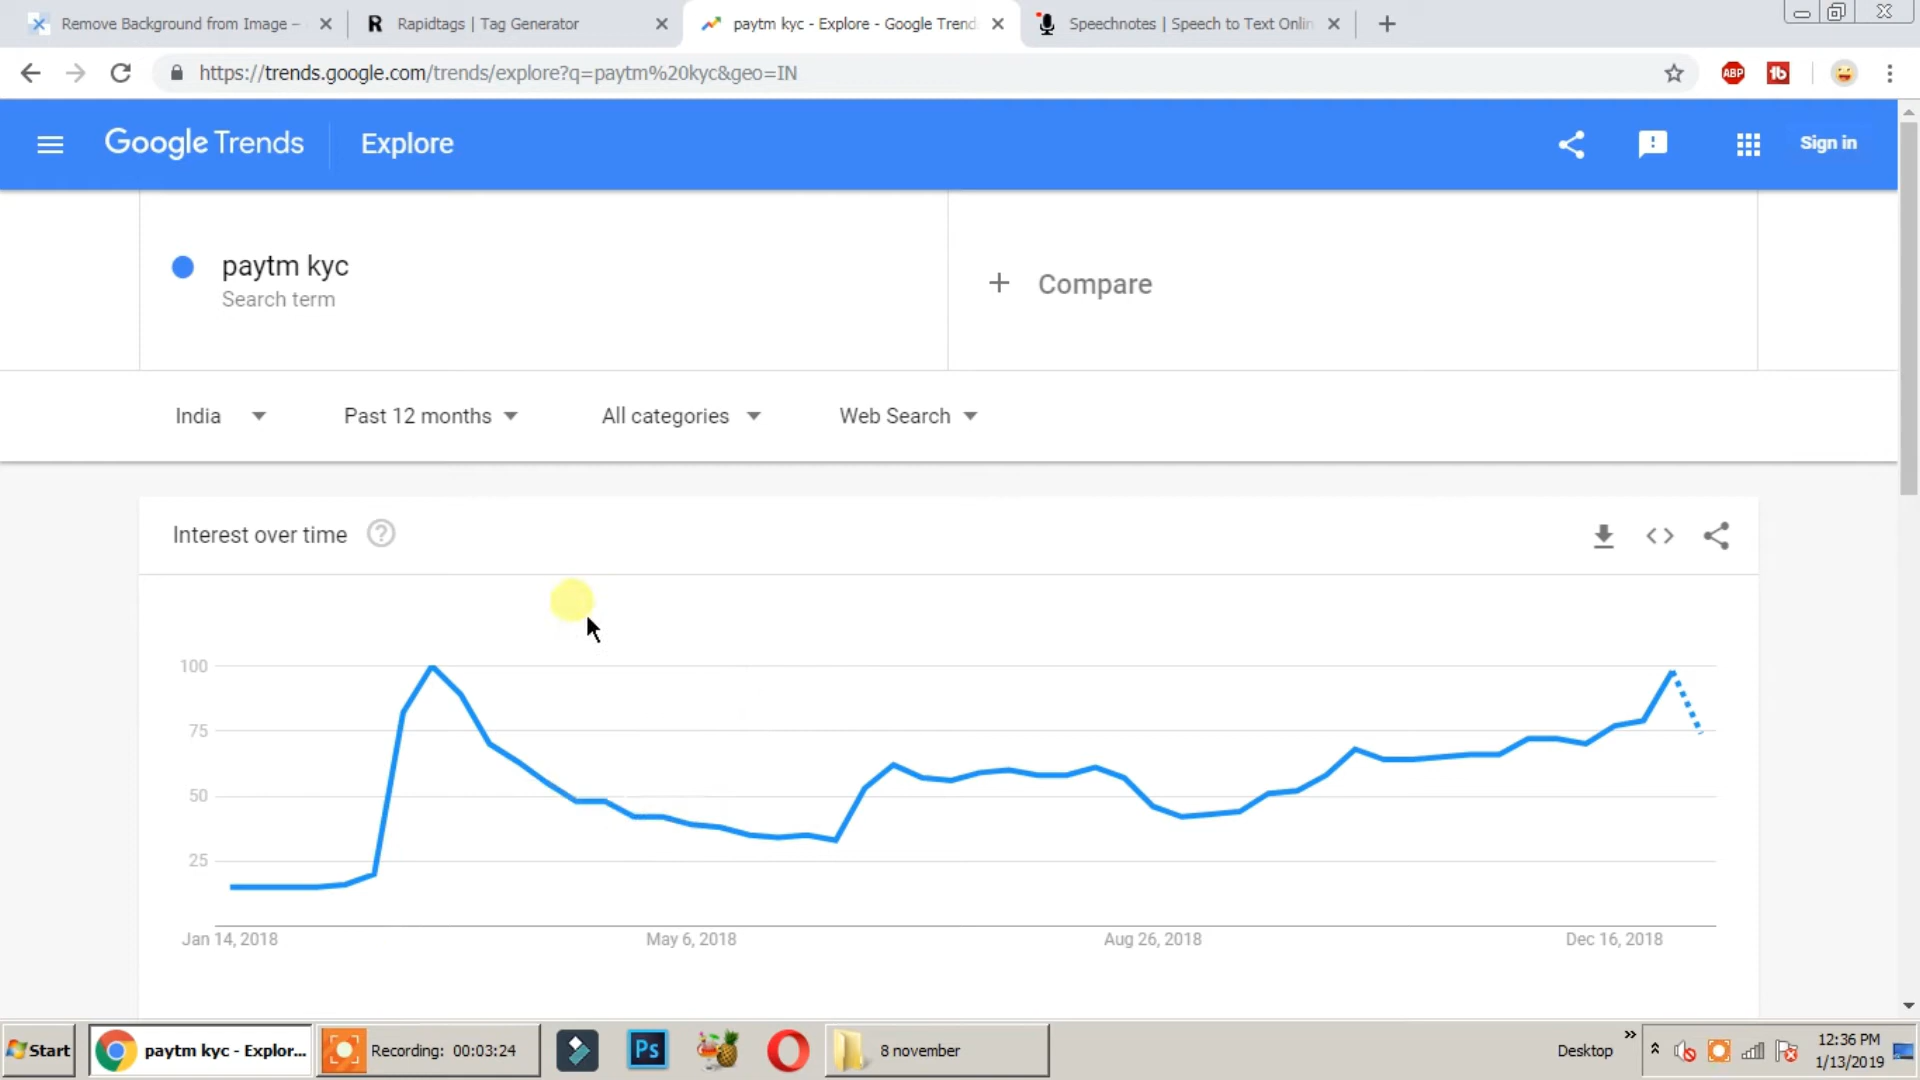 Remove Background from Image –
Rapidtags | Tag Generator
paytm kyc - Explore - Google Trend
Speechnotes | Speech to Text Onlin
https://trends.google.com/trends/explore?q=paytm%20kyc&geo=IN
ABP
Google Trends
Explore
Sign in
paytm kyc
Search term
+ Compare
India
Past 12 months
All categories
Web Search
Interest over time
100
75
50
25
Jan 14, 2018
May 6, 2018
Aug 26, 2018
Dec 16, 2018
Start
paytm kyc - Explor...
Recording: 00:03:24
Ps
8 november
Desktop
12:36 PM
1/13/2019